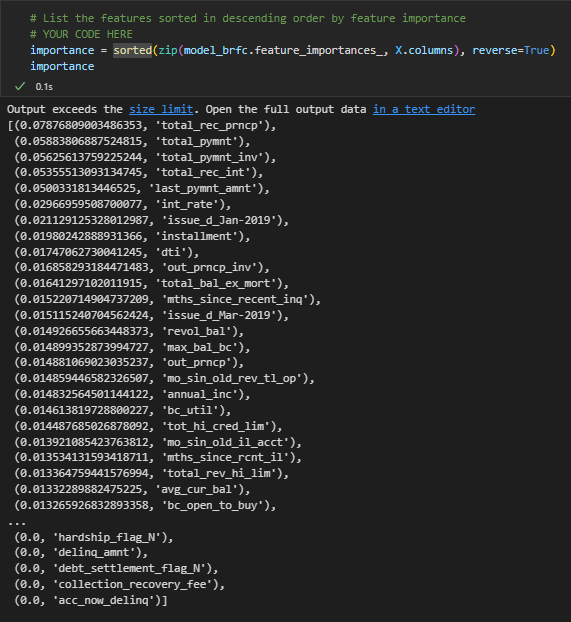 # List the features sorted in descending order by feature importance
# YOUR CODE HERE
importance = sorted(zip(model_brfc.feature_importances_, X.columns), reverse=True)
importance
✓ 0.1s
Output exceeds the size limit. Open the full output data in a text editor
[(0.07876809003486353, 'total_rec_prncp'),
(0.05883806887524815, 'total_pymnt'),
(0.05625613759225244, 'total_pymnt_inv'),
(0.05355513093134745, 'total_rec_int'),
(0.0500331813446525, 'last_pymnt_amnt'),
(0.02966959508700077, 'int_rate'),
(0.021129125328012987, 'issue_d_Jan-2019'),
(0.01980242888931366, 'installment'),
(0.01747062730041245, 'dti'),
(0.016858293184471483, 'out_prncp_inv'),
(0.01641297102011915, 'total_bal_ex_mort'),
(0.015220714904737209, 'mths_since_recent_inq'),
(0.015115240704562424, 'issue_d_Mar-2019'),
(0.014926655663448373, 'revol_bal'),
(0.014899352873994727, 'max_bal_bc'),
(0.014881069023035237, 'out_prncp'),
(0.014859446582326507, 'mo_sin_old_rev_tl_op'),
(0.014832564501144122, 'annual_inc'),
(0.014613819728800227, 'bc_util'),
(0.014487685026878092, 'tot_hi_cred_lim'),
(0.013921085423763812, 'mo_sin_old_il_acct'),
(0.013534131593418711, 'mths_since_rcnt_il'),
(0.013364759441576994, 'total_rev_hi_lim'),
(0.01332289882475225, 'avg_cur_bal'),
(0.013265926832893358, 'bc_open_to_buy'),
...
(0.0, 'hardship_flag_N'),
(0.0, 'delinq_amnt'),
(0.0, 'debt_settlement_flag_N'),
(0.0, 'collection_recovery_fee'),
(0.0, 'acc_now_delinq')]